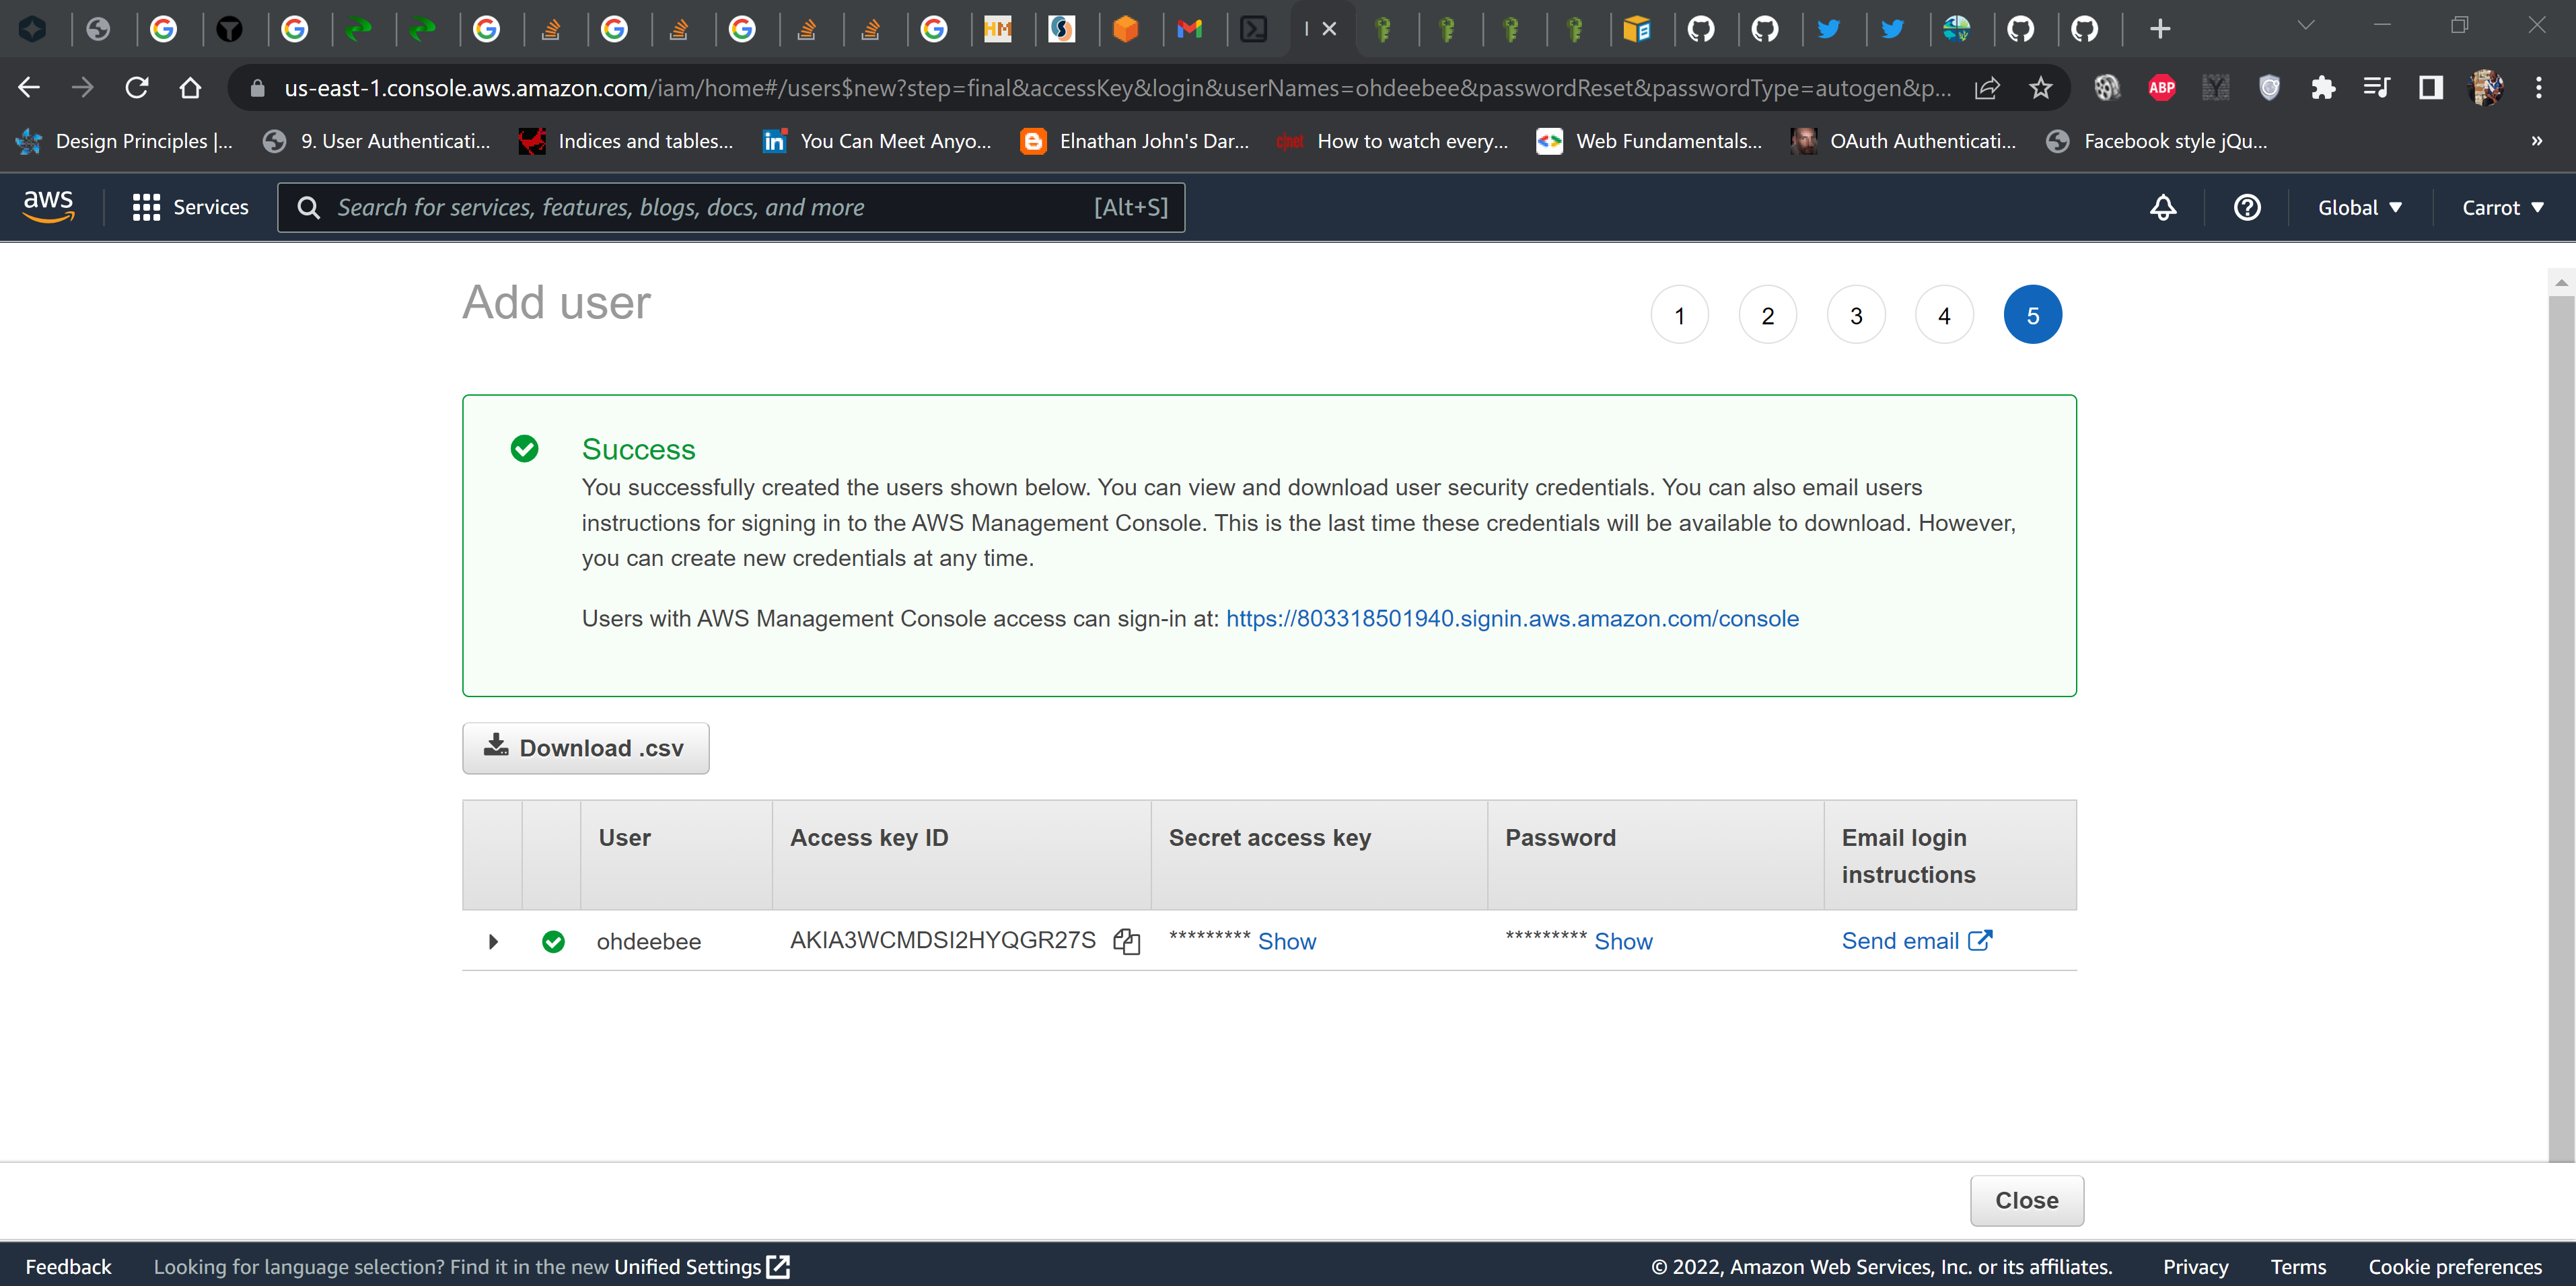 us-east-1.console.aws.amazon.com/iam/home#/users$new?step=final&accessKey&login&userNames=ohdeebee&passwordReset&passwordType=autogen&p...
ABP
Design Principles |...
9. User Authenticati...
Indices and tables...
You Can Meet Anyo...
Elnathan John's Dar...
How to watch every...
Web Fundamentals...
OAuth Authenticati...
Facebook style jQu...
»
aws
Services
Search for services, features, blogs, docs, and more
[Alt+S]
Global
Carrot
Add user
1 2 3 4 5
Success
You successfully created the users shown below. You can view and download user security credentials. You can also email users
instructions for signing in to the AWS Management Console. This is the last time these credentials will be available to download. However,
you can create new credentials at any time.
Users with AWS Management Console access can sign-in at: https://803318501940.signin.aws.amazon.com/console
Download .csv
User Access key ID Secret access key Password Email login
instructions
ohdeebee AKIA3WCMDSI2HYQGR27S ********* Show ********* Show Send email
Close
Feedback Looking for language selection? Find it in the new Unified Settings © 2022, Amazon Web Services, Inc. or its affiliates. Privacy Terms Cookie preferences